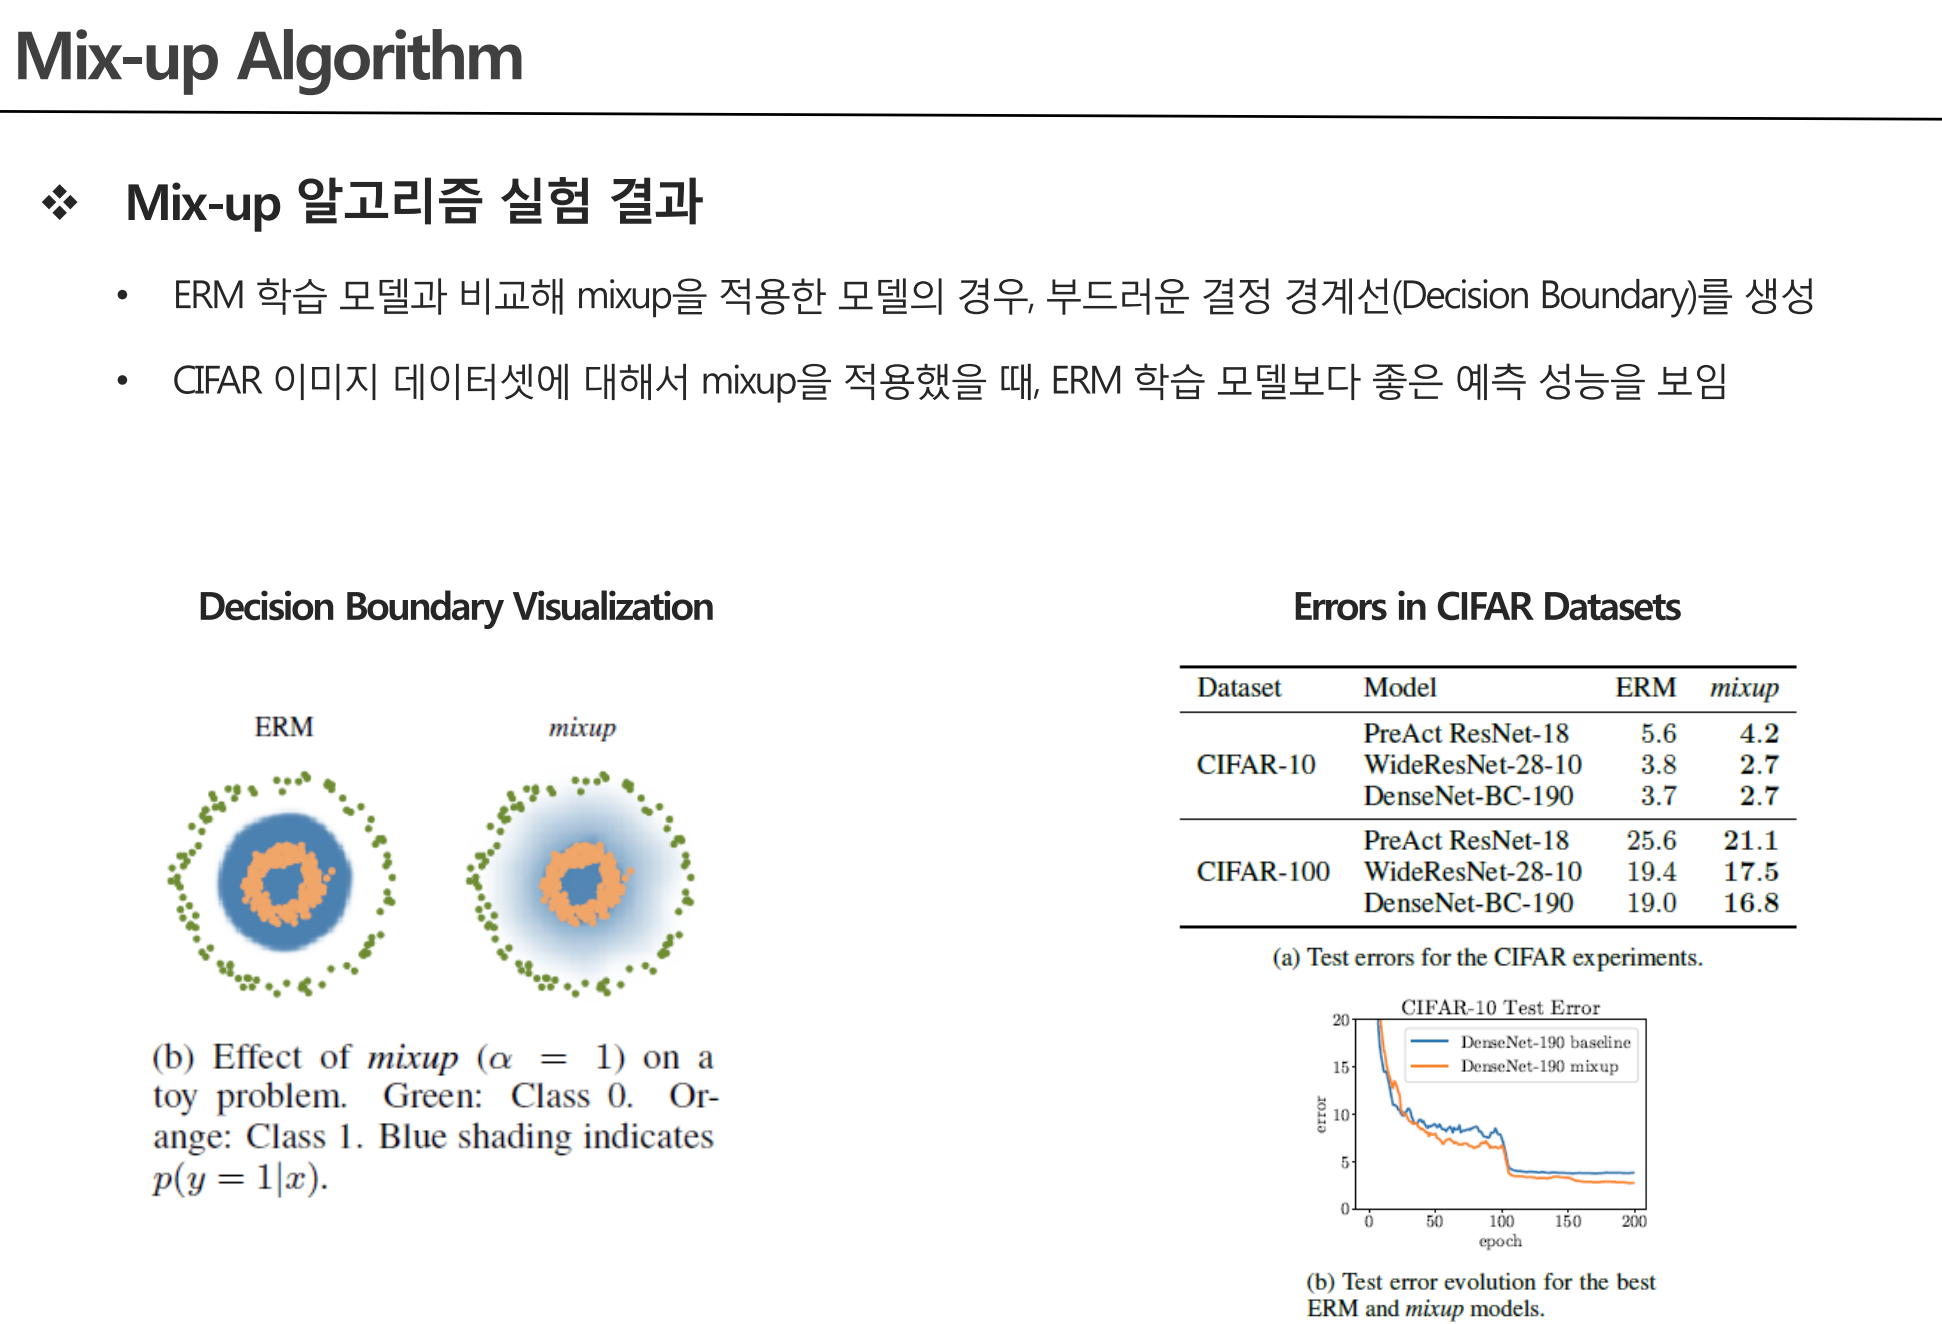 Mix-up Algorithm
❖ Mix-up 알고리즘 실험 결과
• ERM 학습 모델과 비교해 mixup을 적용한 모델의 경우, 부드러운 결정 경계선(Decision Boundary)를 생성
• CIFAR 이미지 데이터셋에 대해서 mixup을 적용했을 때, ERM 학습 모델보다 좋은 예측 성능을 보임
Decision Boundary Visualization
ERM mixup
(b) Effect of mixup (α = 1) on a
toy problem. Green: Class 0. Or-
ange: Class 1. Blue shading indicates
p(y = 1|x).
Errors in CIFAR Datasets
Dataset Model ERM mixup
PreAct ResNet-18 5.6 4.2
CIFAR-10 WideResNet-28-10 3.8 2.7
DenseNet-BC-190 3.7 2.7
PreAct ResNet-18 25.6 21.1
CIFAR-100 WideResNet-28-10 19.4 17.5
DenseNet-BC-190 19.0 16.8
(a) Test errors for the CIFAR experiments.
CIFAR-10 Test Error
DenseNet-190 baseline
DenseNet-190 mixup
20
15
10
5
0
error
0 50 100 150 200
epoch
(b) Test error evolution for the best
ERM and mixup models.